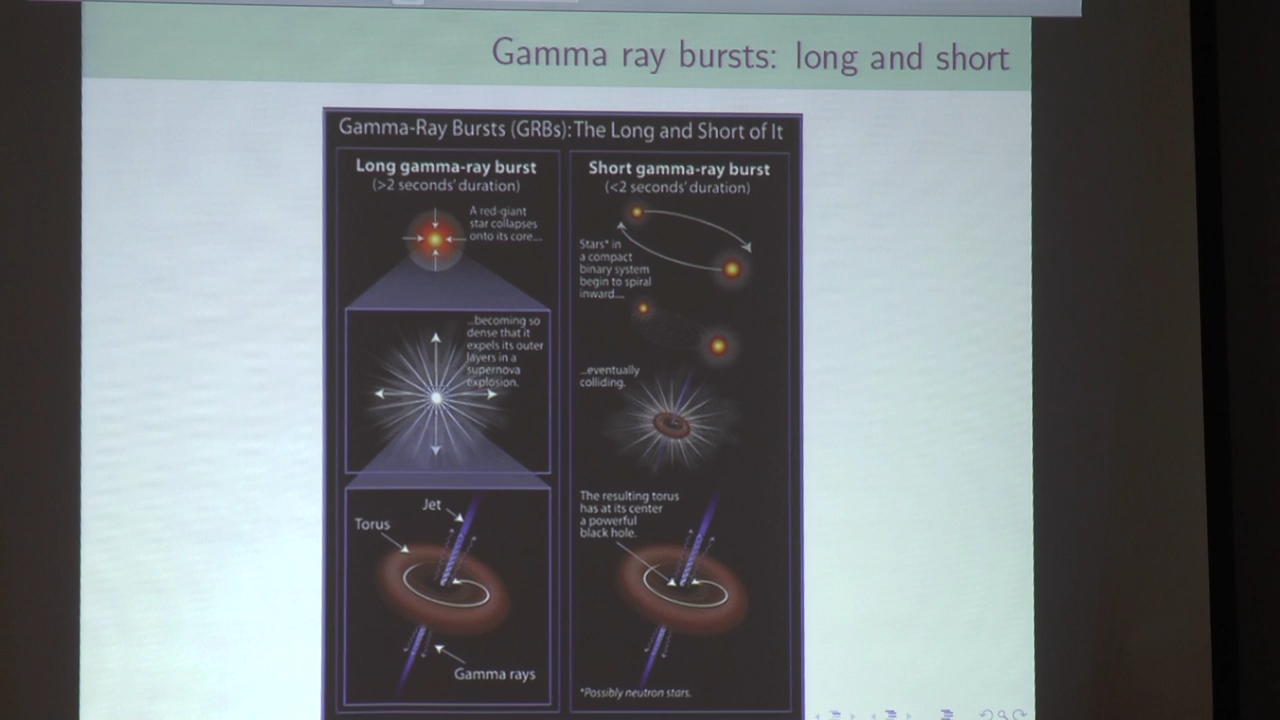 Gamma ray bursts: long and short
Gamma-Ray Bursts (GRBs): The Long and Short of It
Long gamma-ray burst
(>2 seconds' duration)
A red-giant
star collapses
onto its core....
...becoming so
dense that it
expels its outer
layers in a
supernova
explosion.
Jet
Torus
Gamma rays
Short gamma-ray burst
(<2 seconds' duration)
Stars* in
a compact
binary system
begin to spiral
inward....
...eventually
colliding.
The resulting torus
has at its center
a powerful
black hole.
*Possibly neutron stars.